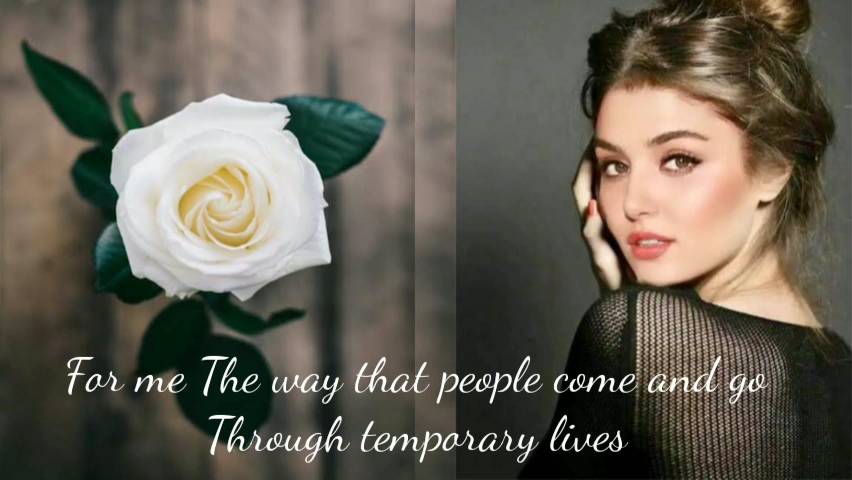 For me The way that people come and go
Through temporary lives